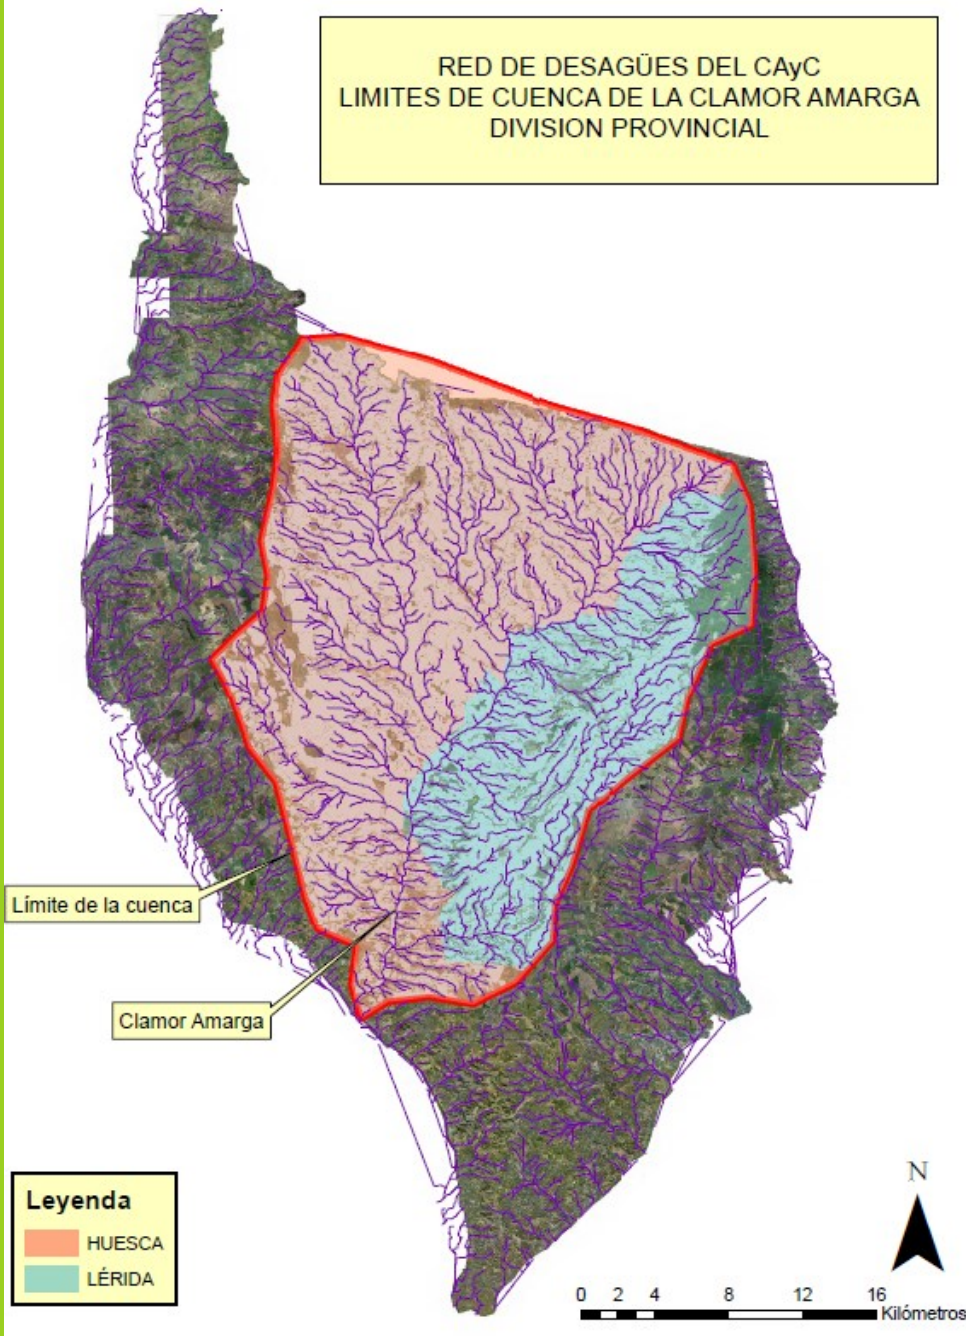 RED DE DESAGÜES DEL CAyC
LIMITES DE CUENCA DE LA CLAMOR AMARGA
DIVISION PROVINCIAL
Límite de la cuenca
Clamor Amarga
Leyenda
HUESCA
LÉRIDA
N
0 2 4 8 12 16
Kilómetros